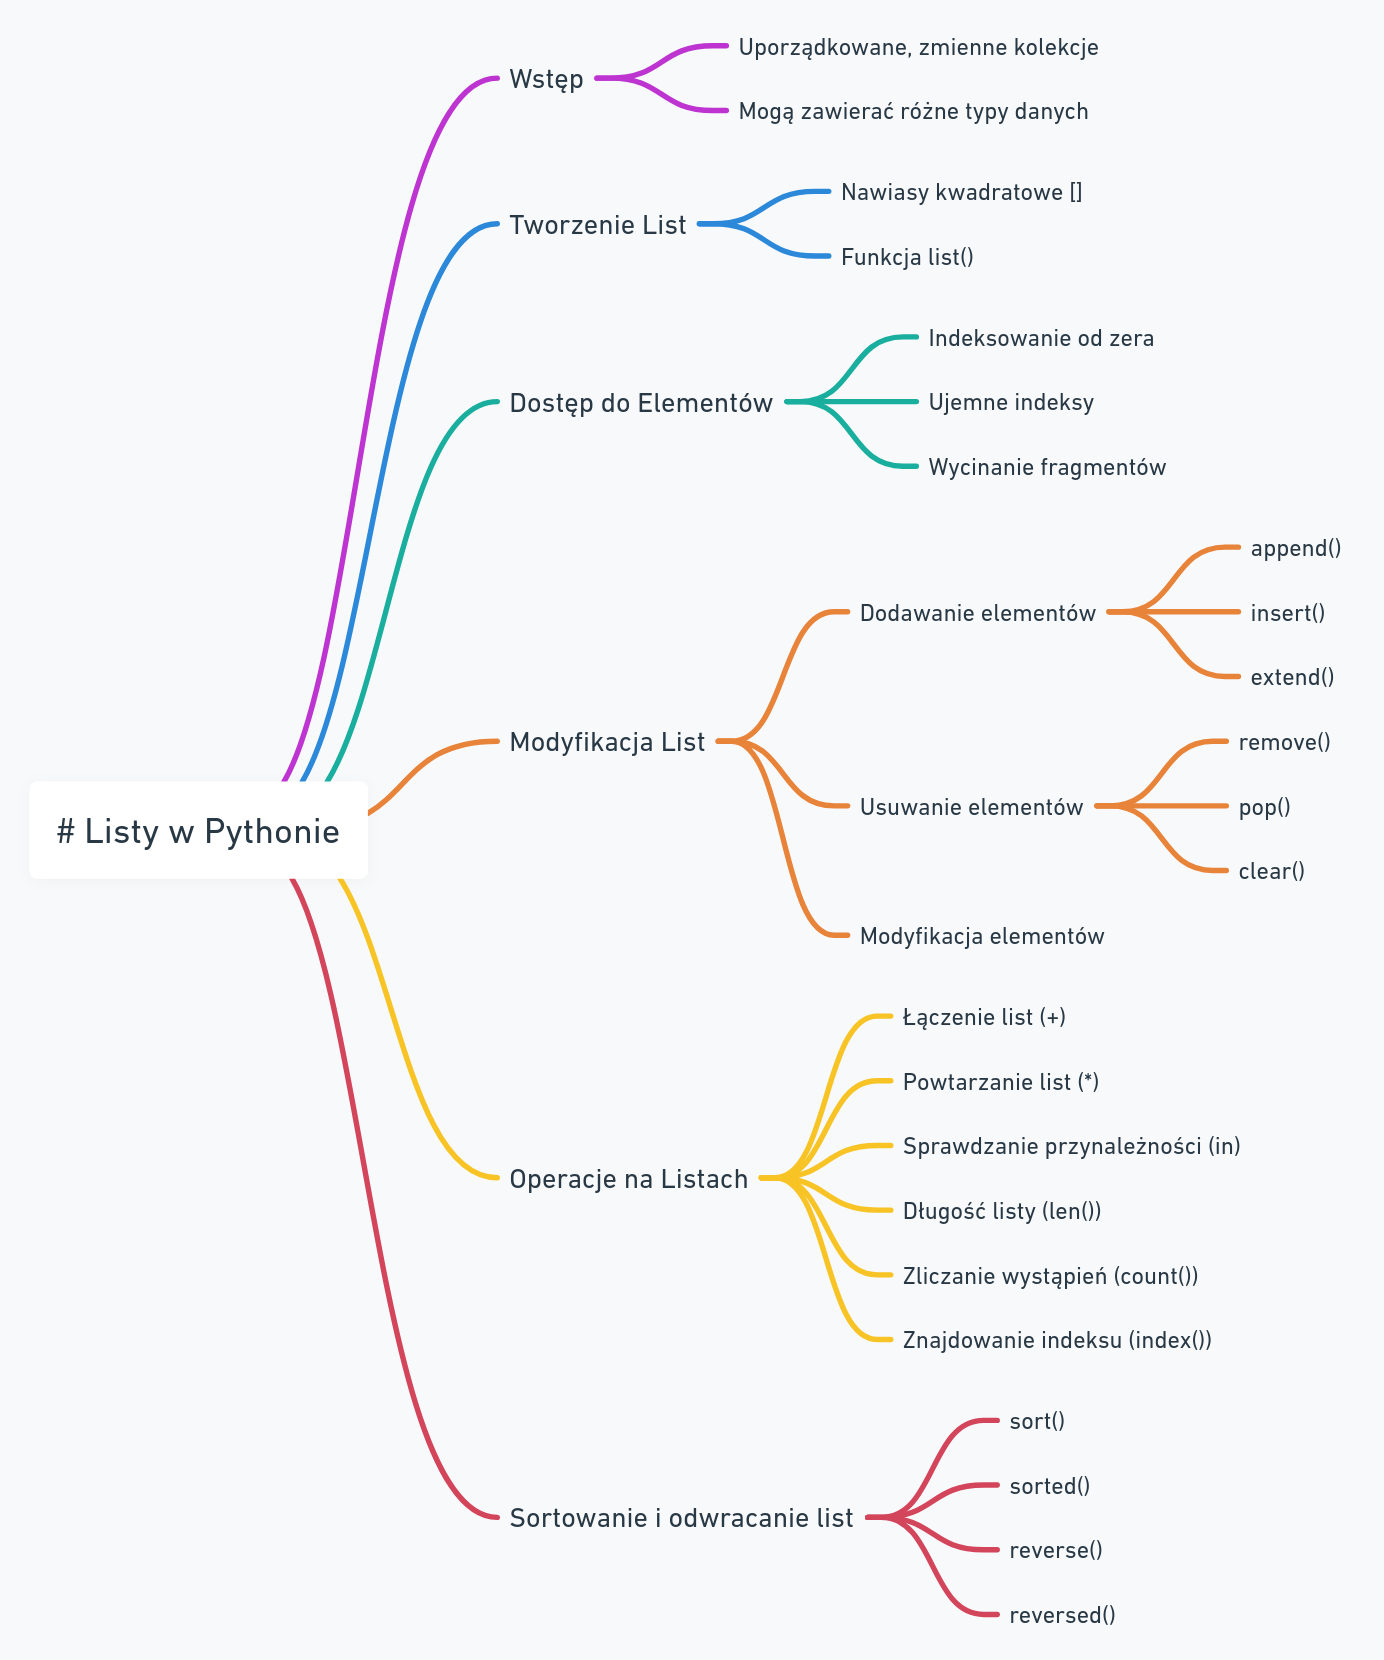 # Listy w Pythonie
Wstęp
Uporządkowane, zmienne kolekcje
Mogą zawierać różne typy danych
Tworzenie List
Nawiasy kwadratowe []
Funkcja list()
Dostęp do Elementów
Indeksowanie od zera
Ujemne indeksy
Wycinanie fragmentów
Modyfikacja List
Dodawanie elementów
append()
insert()
extend()
Usuwanie elementów
remove()
pop()
clear()
Modyfikacja elementów
Operacje na Listach
Łączenie list (+)
Powtarzanie list (*)
Sprawdzanie przynależności (in)
Długość listy (len())
Zliczanie wystąpień (count())
Znajdowanie indeksu (index())
Sortowanie i odwracanie list
sort()
sorted()
reverse()
reversed()